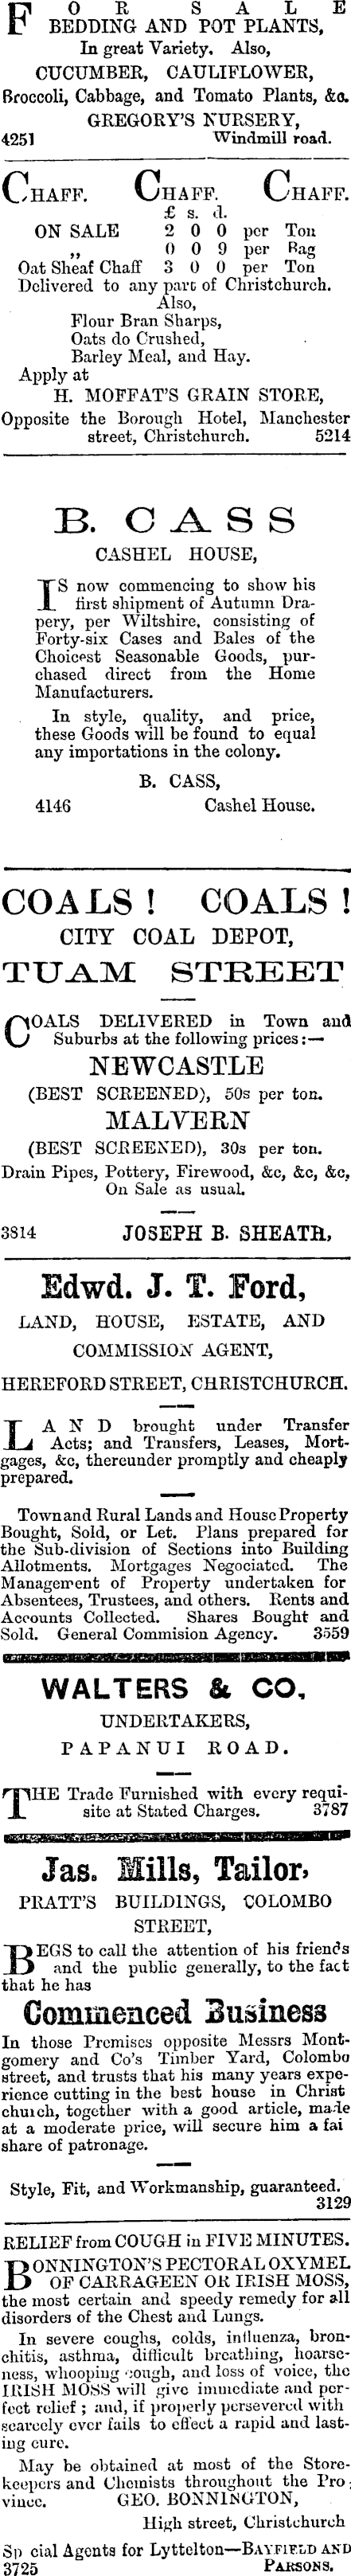 FOR SALE
BEDDING AND POT PLANTS,
In great Variety. Also,
CUCUMBER, CAULIFLOWER,
Broccoli, Cabbage, and Tomato Plants, &c.
GREGORY'S NURSERY,
4251 Windmill road.
CHAFF. CHAFF. CHAFF.
£ s. d.
ON SALE 2 0 0 per Ton
,, 0 0 9 per Bag
Oat Sheaf Chaff 3 0 0 per Ton
Delivered to any part of Christchurch.
Also,
Flour Bran Sharps,
Oats do Crushed,
Barley Meal, and Hay.
Apply at
H. MOFFAT'S GRAIN STORE,
Opposite the Borough Hotel, Manchester
street, Christchurch. 5214
B. CASS
CASHEL HOUSE,
IS now commencing to show his
first shipment of Autumn Dra-
pery, per Wiltshire, consisting of
Forty-six Cases and Bales of the
Choicest Seasonable Goods, pur-
chased direct from the Home
Manufacturers.
In style, quality, and price,
these Goods will be found to equal
any importations in the colony.
B. CASS,
4146 Cashel House.
COALS! COALS!
CITY COAL DEPOT,
TUAM STREET
COALS DELIVERED in Town and
Suburbs at the following prices:—
NEWCASTLE
(BEST SCREENED), 50s per ton.
MALVERN
(BEST SCREENED), 30s per ton.
Drain Pipes, Pottery, Firewood, &c, &c, &c,
On Sale as usual.
3814 JOSEPH B. SHEATH,
Edwd. J. T. Ford,
LAND, HOUSE, ESTATE, AND
COMMISSION AGENT,
HEREFORD STREET, CHRISTCHURCH.
LAND brought under Transfer
Acts; and Transfers, Leases, Mort-
gages, &c, thereunder promptly and cheaply
prepared.
Town and Rural Lands and House Property
Bought, Sold, or Let. Plans prepared for
the Sub-division of Sections into Building
Allotments. Mortgages Negociated. The
Management of Property undertaken for
Absentees, Trustees, and others. Rents and
Accounts Collected. Shares Bought and
Sold. General Commision Agency. 3559
WALTERS & CO,
UNDERTAKERS,
PAPANUI ROAD.
THE Trade Furnished with every requi-
site at Stated Charges. 3787
Jas. Mills, Tailor,
PRATT'S BUILDINGS, COLOMBO
STREET,
BEGS to call the attention of his friends
and the public generally, to the fact
that he has
Commenced Business
In those Premises opposite Messrs Mont-
gomery and Co's Timber Yard, Colombo
street, and trusts that his many years expe-
rience cutting in the best house in Christ
church, together with a good article, made
at a moderate price, will secure him a fai
share of patronage.
Style, Fit, and Workmanship, guaranteed.
3129
RELIEF from COUGH in FIVE MINUTES.
BONNINGTON'S PECTORAL OXYMEL
OF CARRAGEEN OR IRISH MOSS,
the most certain and speedy remedy for all
disorders of the Chest and Lungs.
In severe coughs, colds, influenza, bron-
chitis, asthma, difficult breathing, hoarse-
ness, whooping cough, and loss of voice, the
IRISH MOSS will give immediate and per-
fect relief; and, if properly persevered with
scarcely ever fails to effect a rapid and last-
ing cure.
May be obtained at most of the Store-
keepers and Chemists throughout the Pro-
vince. GEO. BONNINGTON,
High street, Christchurch
Sp cial Agents for Lyttelton—BAYFIELD AND
3725 PARSONS.